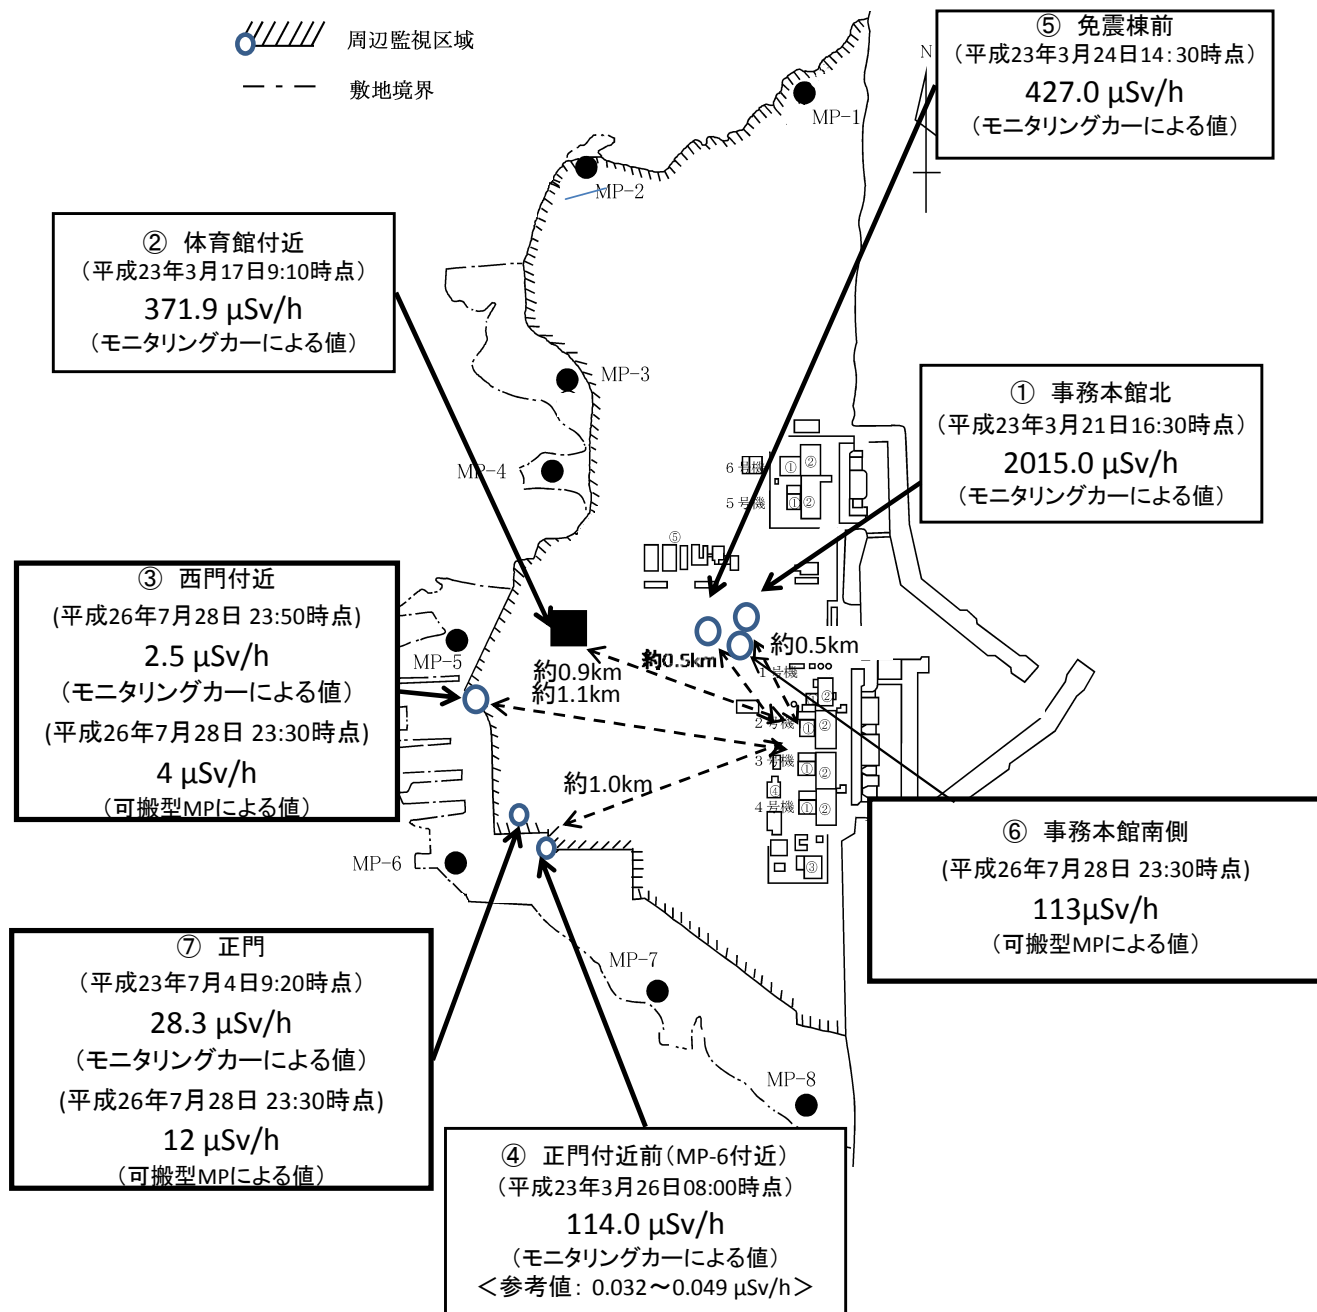 周辺監視区域
敷地境界
⑤ 免震棟前
（平成23年3月24日14：30時点）
427.0 μSv/h
（モニタリングカーによる値）
N
MP-1
MP-2
② 体育館付近
（平成23年3月17日9:10時点）
371.9 μSv/h
（モニタリングカーによる値）
MP-3
① 事務本館北
（平成23年3月21日16:30時点）
2015.0 μSv/h
（モニタリングカーによる値）
MP-4
6号機
①
②
5号機
①
②
⑤
③ 西門付近
(平成26年7月28日 23:50時点)
2.5 μSv/h
（モニタリングカーによる値）
(平成26年7月28日 23:30時点)
4 μSv/h
（可搬型MPによる値）
MP-5
約0.9km
約1.1km
約0.5km
約0.5km
1号機
②
2号機
①
②
3号機
①
②
④
4号機
①
②
③
約1.0km
MP-6
⑥ 事務本館南側
(平成26年7月28日 23:30時点)
113μSv/h
（可搬型MPによる値）
⑦ 正門
（平成23年7月4日9:20時点）
28.3 μSv/h
（モニタリングカーによる値）
(平成26年7月28日 23:30時点)
12 μSv/h
（可搬型MPによる値）
MP-7
MP-8
④ 正門付近前（MP-6付近）
（平成23年3月26日08:00時点）
114.0 μSv/h
（モニタリングカーによる値）
＜参考値： 0.032～0.049 μSv/h＞